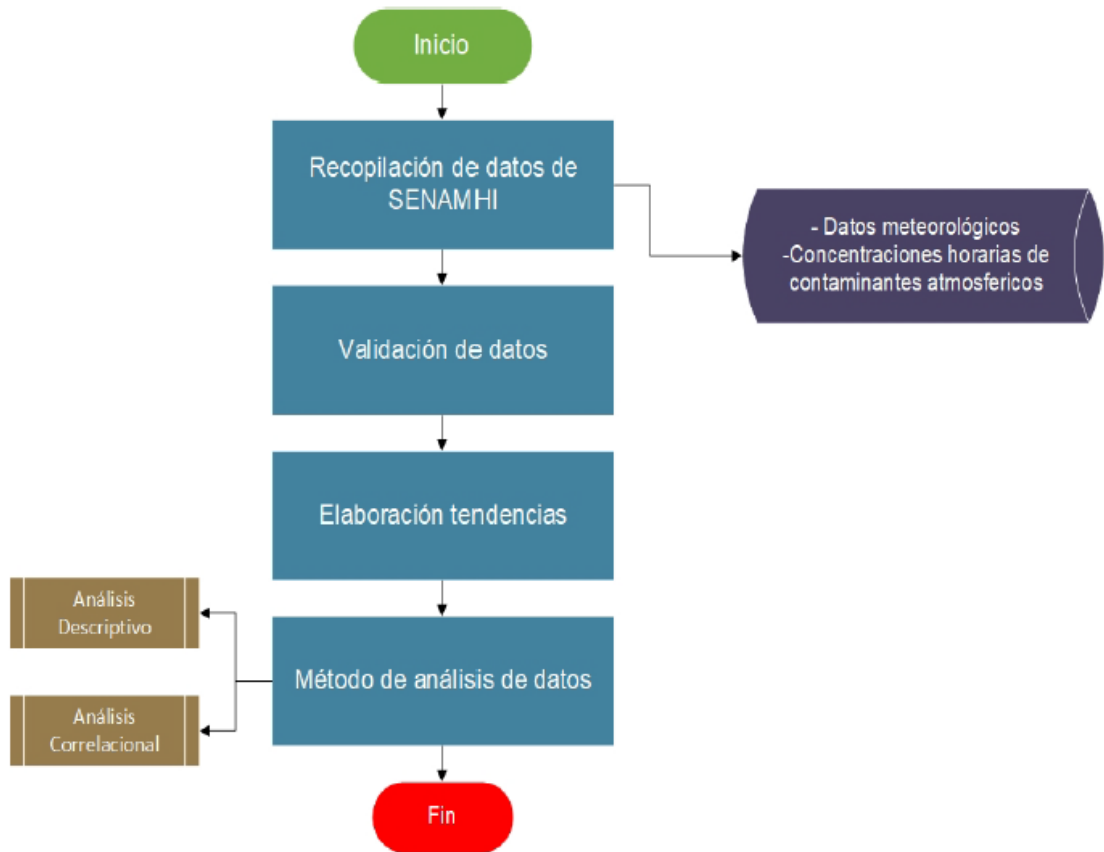 Inicio
Recopilación de datos de
SENAMHI
- Datos meteorológicos
-Concentraciones horarias de
contaminantes atmosfericos
Validación de datos
Elaboración tendencias
Método de análisis de datos
Análisis
Descriptivo
Análisis
Correlacional
Fin